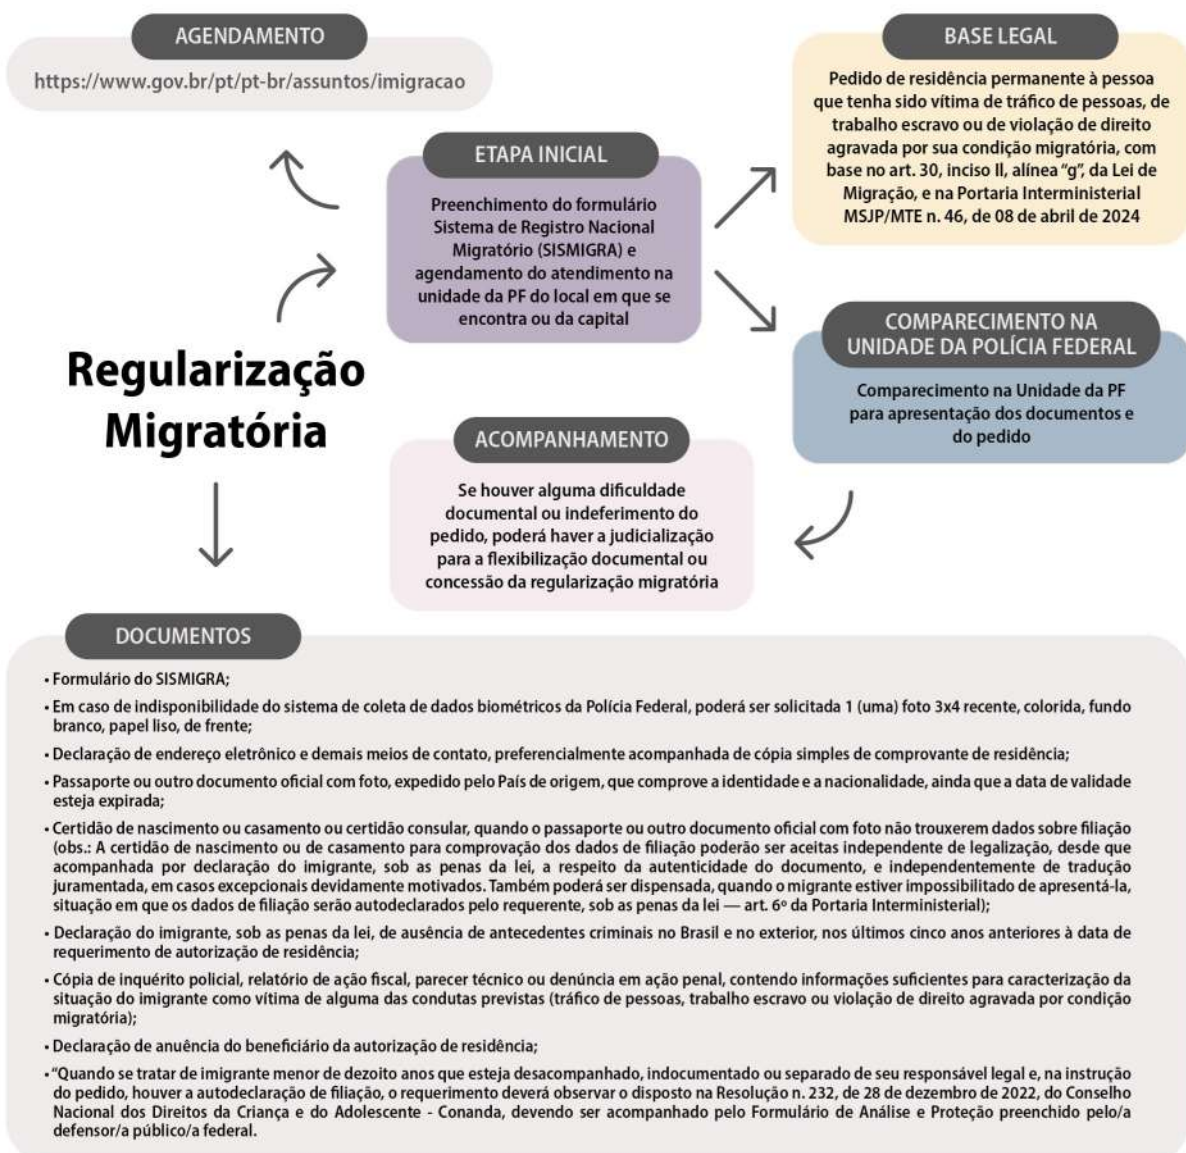 AGENDAMENTO
https://www.gov.br/pt/pt-br/assuntos/imigracao
BASE LEGAL
Pedido de residência permanente à pessoa
que tenha sido vítima de tráfico de pessoas, de
trabalho escravo ou de violação de direito
agravada por sua condição migratória, com
base no art. 30, inciso II, alínea “g”, da Lei de
Migração, e na Portaria Interministerial
MSJP/MTE n. 46, de 08 de abril de 2024
ETAPA INICIAL
Preenchimento do formulário
Sistema de Registro Nacional
Migratório (SISMIGRA) e
agendamento do atendimento na
unidade da PF do local em que se
encontra ou da capital
COMPARECIMENTO NA
UNIDADE DA POLÍCIA FEDERAL
Comparecimento na Unidade da PF
para apresentação dos documentos e
do pedido
Regularização
Migratória
ACOMPANHAMENTO
Se houver alguma dificuldade
documental ou indeferimento do
pedido, poderá haver a judicialização
para a flexibilização documental ou
concessão da regularização migratória
DOCUMENTOS
• Formulário do SISMIGRA;
• Em caso de indisponibilidade do sistema de coleta de dados biométricos da Polícia Federal, poderá ser solicitada 1 (uma) foto 3x4 recente, colorida, fundo
branco, papel liso, de frente;
• Declaração de endereço eletrônico e demais meios de contato, preferencialmente acompanhada de cópia simples de comprovante de residência;
• Passaporte ou outro documento oficial com foto, expedido pelo País de origem, que comprove a identidade e a nacionalidade, ainda que a data de validade
esteja expirada;
• Certidão de nascimento ou casamento ou certidão consular, quando o passaporte ou outro documento oficial com foto não trouxerem dados sobre filiação
(obs.: A certidão de nascimento ou de casamento para comprovação dos dados de filiação poderão ser aceitas independente de legalização, desde que
acompanhada por declaração do imigrante, sob as penas da lei, a respeito da autenticidade do documento, e independentemente de tradução
juramentada, em casos excepcionais devidamente motivados. Também poderá ser dispensada, quando o migrante estiver impossibilitado de apresentá-la,
situação em que os dados de filiação serão autodeclarados pelo requerente, sob as penas da lei — art. 6º da Portaria Interministerial);
• Declaração do imigrante, sob as penas da lei, de ausência de antecedentes criminais no Brasil e no exterior, nos últimos cinco anos anteriores à data de
requerimento de autorização de residência;
• Cópia de inquérito policial, relatório de ação fiscal, parecer técnico ou denúncia em ação penal, contendo informações suficientes para caracterização da
situação do imigrante como vítima de alguma das condutas previstas (tráfico de pessoas, trabalho escravo ou violação de direito agravada por condição
migratória);
• Declaração de anuência do beneficiário da autorização de residência;
• “Quando se tratar de imigrante menor de dezoito anos que esteja desacompanhado, indocumentado ou separado de seu responsável legal e, na instrução
do pedido, houver a autodeclaração de filiação, o requerimento deverá observar o disposto na Resolução n. 232, de 28 de dezembro de 2022, do Conselho
Nacional dos Direitos da Criança e do Adolescente - Conanda, devendo ser acompanhado pelo Formulário de Análise e Proteção preenchido pelo/a
defensor/a público/a federal.